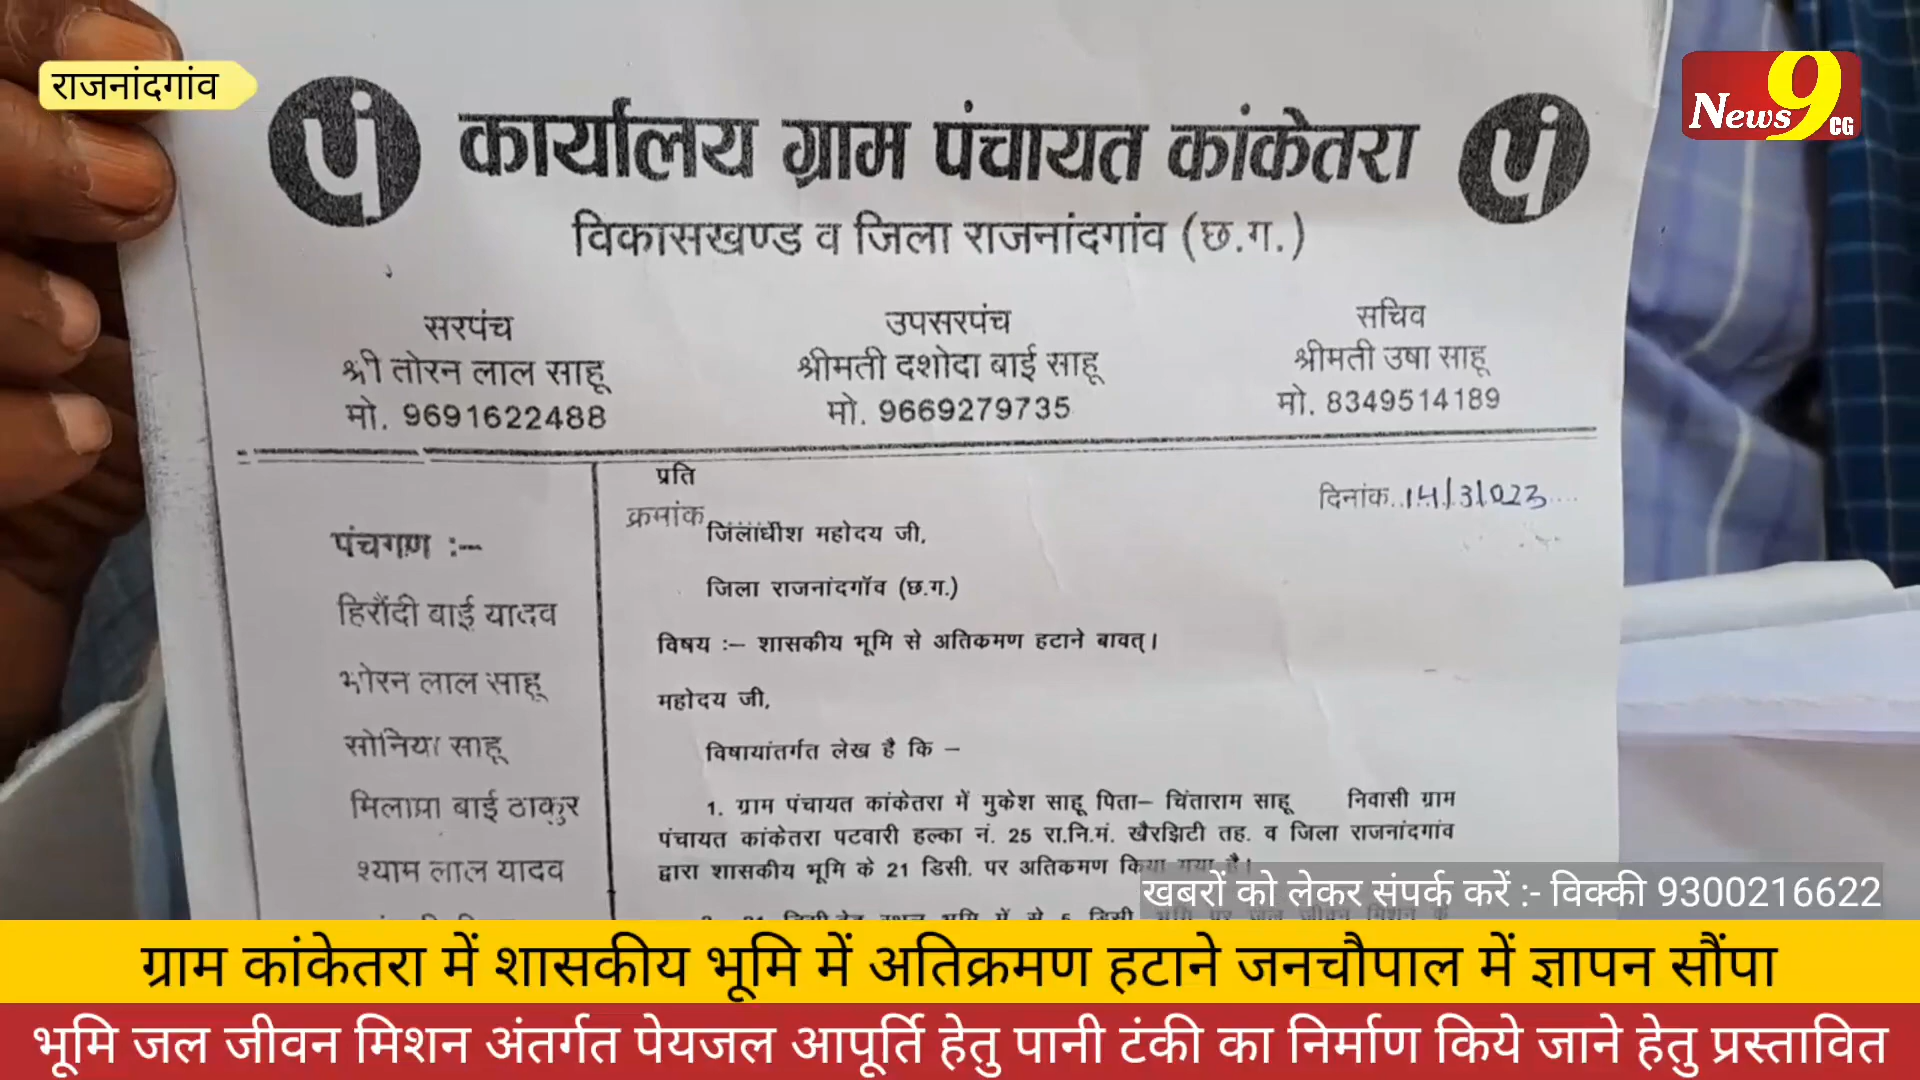 राजनांदगांव
News 9 CG
पं
कार्यालय ग्राम पंचायत कांकेतरा
पं
विकासखण्ड व जिला राजनांदगांव (छ.ग.)
सरपंच
श्री तोरन लाल साहू
मो. 9691622488
उपसरपंच
श्रीमती दशोदा बाई साहू
मो. 9669279735
सचिव
श्रीमती उषा साहू
मो. 8349514189
पंचगण :--
हिरौंदी बाई यादव
भोरन लाल साहू
सोनिया साहू
मिलाप्रा बाई ठाकुर
श्याम लाल यादव
प्रति
क्रमांक
दिनांक..14/3/023....
जिलाधीश महोदय जी,
जिला राजनांदगॉव (छ.ग.)
विषय :– शासकीय भूमि से अतिकमण हटाने बावत्।
महोदय जी,
विषायांतर्गत लेख है कि –
1. ग्राम पंचायत कांकेतरा में मुकेश साहू पिता– चिंताराम साहू निवासी ग्राम
पंचायत कांकेतरा पटवारी हल्का नं. 25 रा.नि.मं. खैरझिटी तह. व जिला राजनांदगांव
द्वारा शासकीय भूमि के 21 डिसी. पर अतिकमण किया गया है।
खबरों को लेकर संपर्क करें :- विक्की 9300216622
ग्राम कांकेतरा में शासकीय भूमि में अतिक्रमण हटाने जनचौपाल में ज्ञापन सौंपा
भूमि जल जीवन मिशन अंतर्गत पेयजल आपूर्ति हेतु पानी टंकी का निर्माण किये जाने हेतु प्रस्तावित